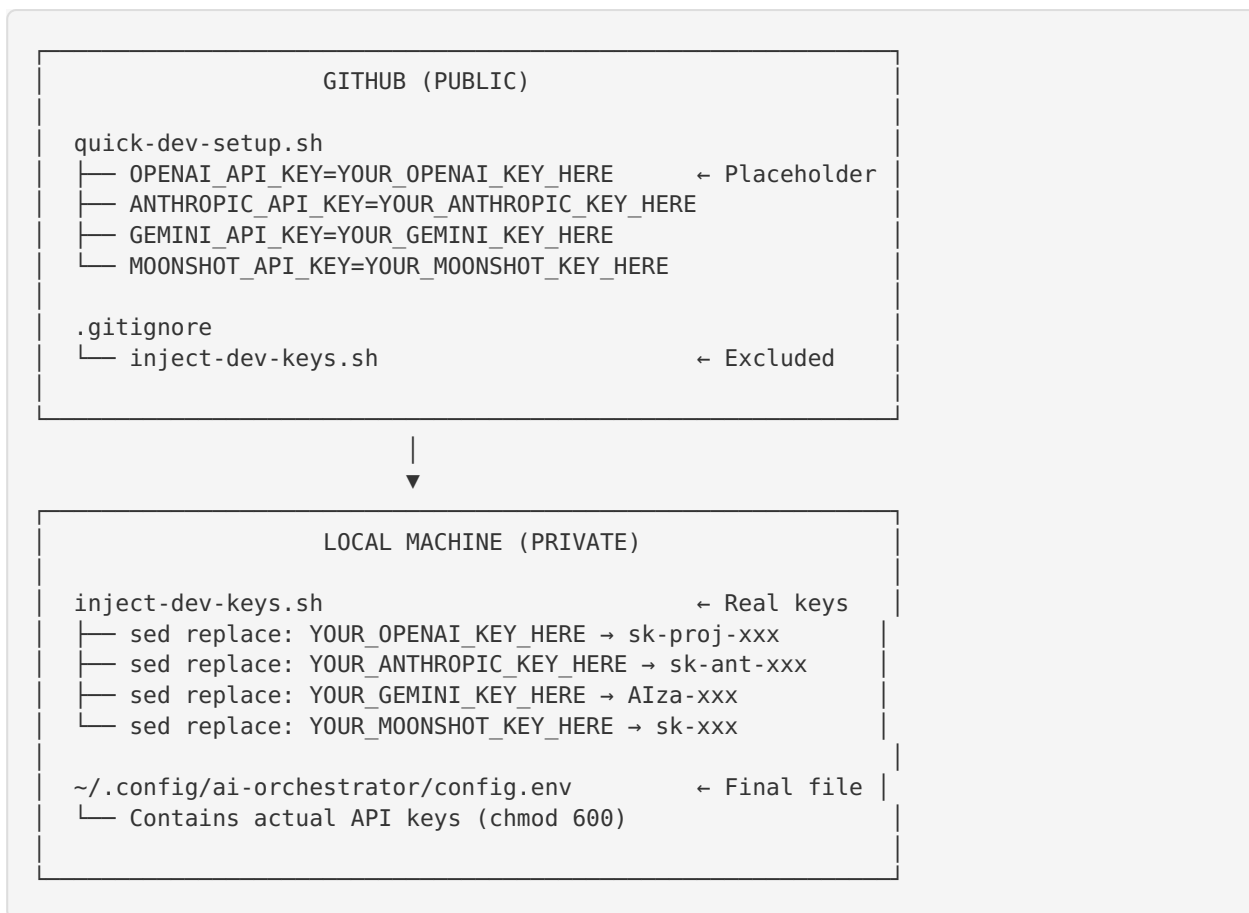 GITHUB (PUBLIC)
quick-dev-setup.sh
├── OPENAI_API_KEY=YOUR_OPENAI_KEY_HERE ← Placeholder
├── ANTHROPIC_API_KEY=YOUR_ANTHROPIC_KEY_HERE
├── GEMINI_API_KEY=YOUR_GEMINI_KEY_HERE
└── MOONSHOT_API_KEY=YOUR_MOONSHOT_KEY_HERE
.gitignore
└── inject-dev-keys.sh ← Excluded
▼
LOCAL MACHINE (PRIVATE)
inject-dev-keys.sh ← Real keys
├── sed replace: YOUR_OPENAI_KEY_HERE → sk-proj-xxx
├── sed replace: YOUR_ANTHROPIC_KEY_HERE → sk-ant-xxx
├── sed replace: YOUR_GEMINI_KEY_HERE → AIza-xxx
└── sed replace: YOUR_MOONSHOT_KEY_HERE → sk-xxx
~/.config/ai-orchestrator/config.env ← Final file
└── Contains actual API keys (chmod 600)